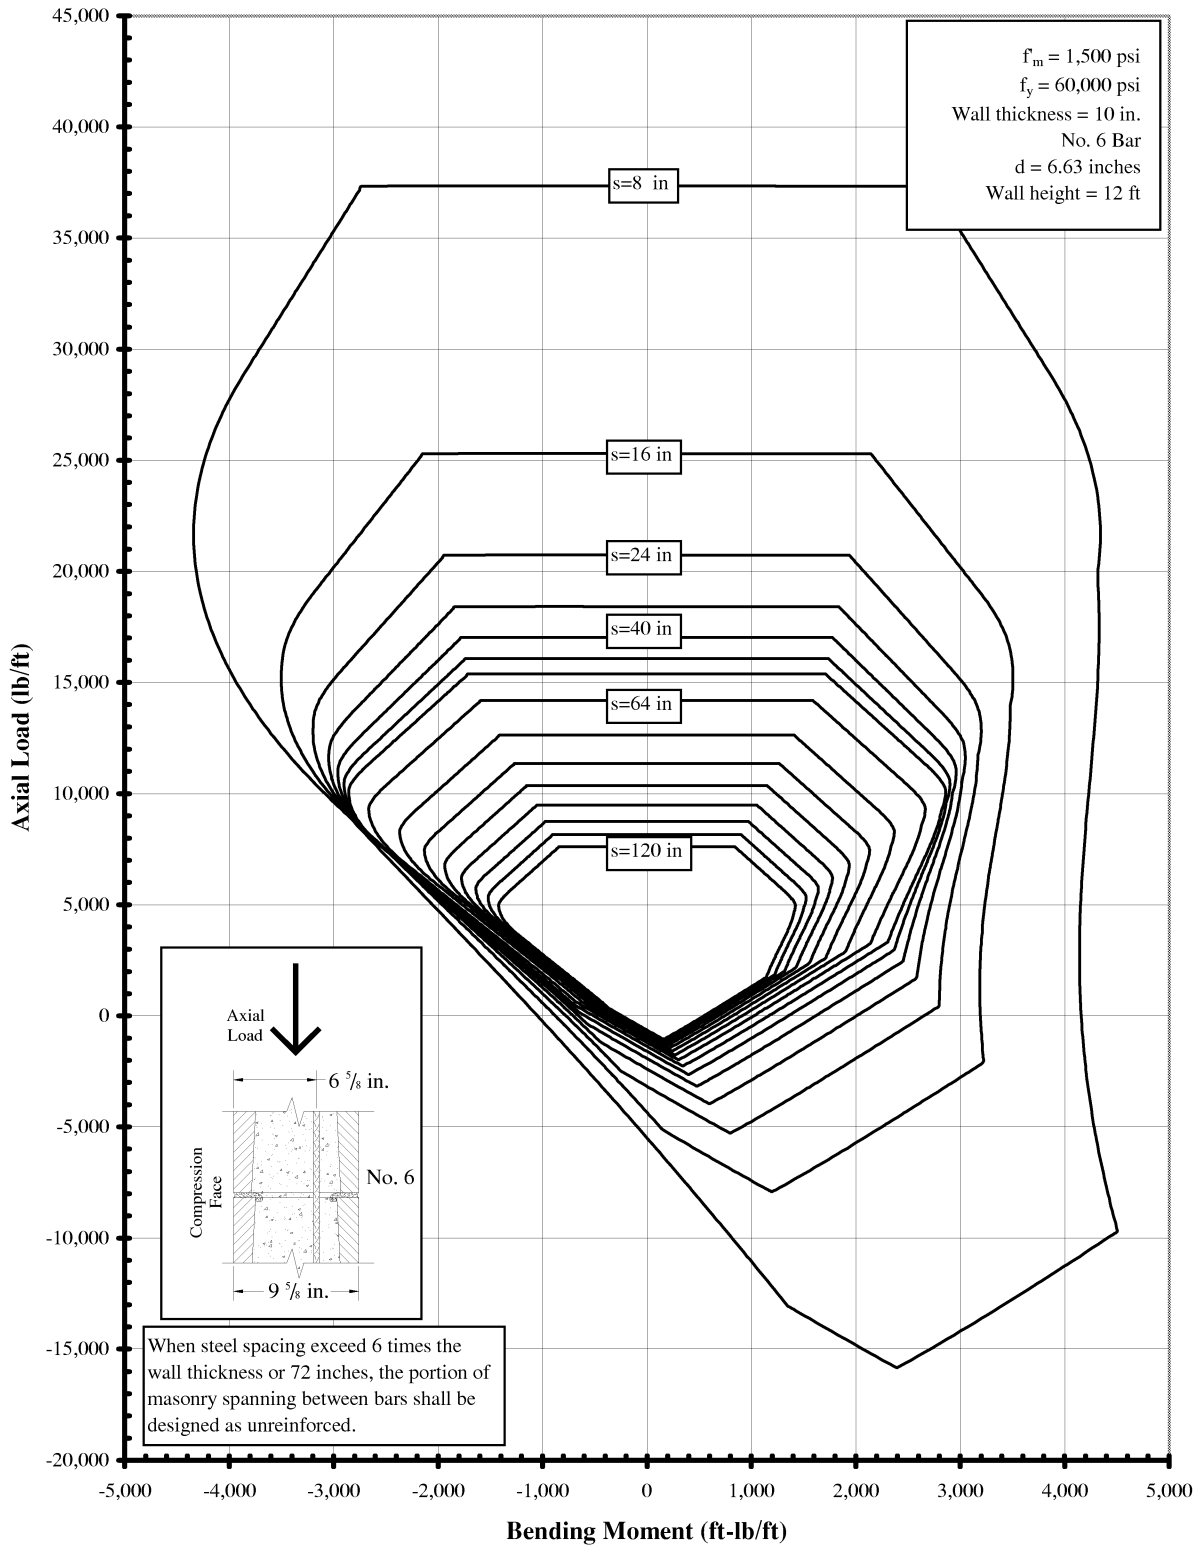 45,000
40,000
35,000
30,000
25,000
20,000
15,000
10,000
5,000
0
-5,000
-10,000
-15,000
-20,000
Axial Load (lb/ft)
f'm = 1,500 psi
fy = 60,000 psi
Wall thickness = 10 in.
No. 6 Bar
d = 6.63 inches
Wall height = 12 ft
s=8 in
s=16 in
s=24 in
s=40 in
s=64 in
s=120 in
Axial
Load
6 5/8 in.
Compression
Face
No. 6
9 5/8 in.
When steel spacing exceed 6 times the
wall thickness or 72 inches, the portion of
masonry spanning between bars shall be
designed as unreinforced.
-5,000 -4,000 -3,000 -2,000 -1,000 0 1,000 2,000 3,000 4,000 5,000
Bending Moment (ft-lb/ft)